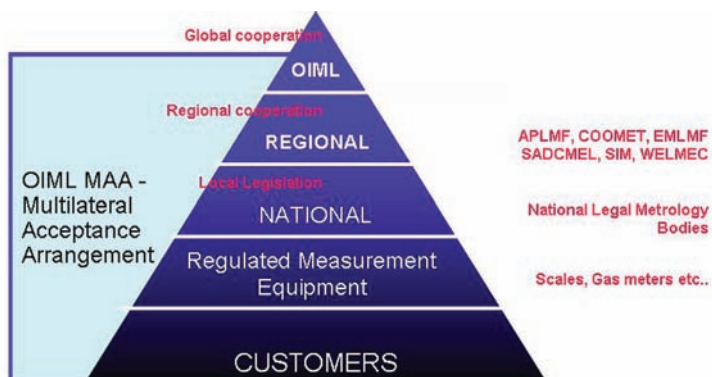 Global cooperation
OIML
Regional cooperation
REGIONAL
APLMF, COOMET, EMLMF
SADCMEL, SIM, WELMEC
OIML MAA -
Multilateral
Acceptance
Arrangement
Local Legislation
NATIONAL
National Legal Metrology
Bodies
Regulated Measurement
Equipment
Scales, Gas meters etc..
CUSTOMERS